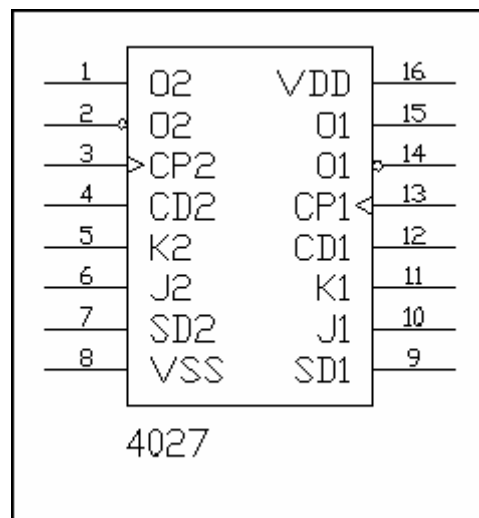 1 O2 VDD 16
2 O2 O1 15
3 CP2 O1 14
4 CD2 CP1 13
5 K2 CD1 12
6 J2 K1 11
7 SD2 J1 10
8 VSS SD1 9
4027